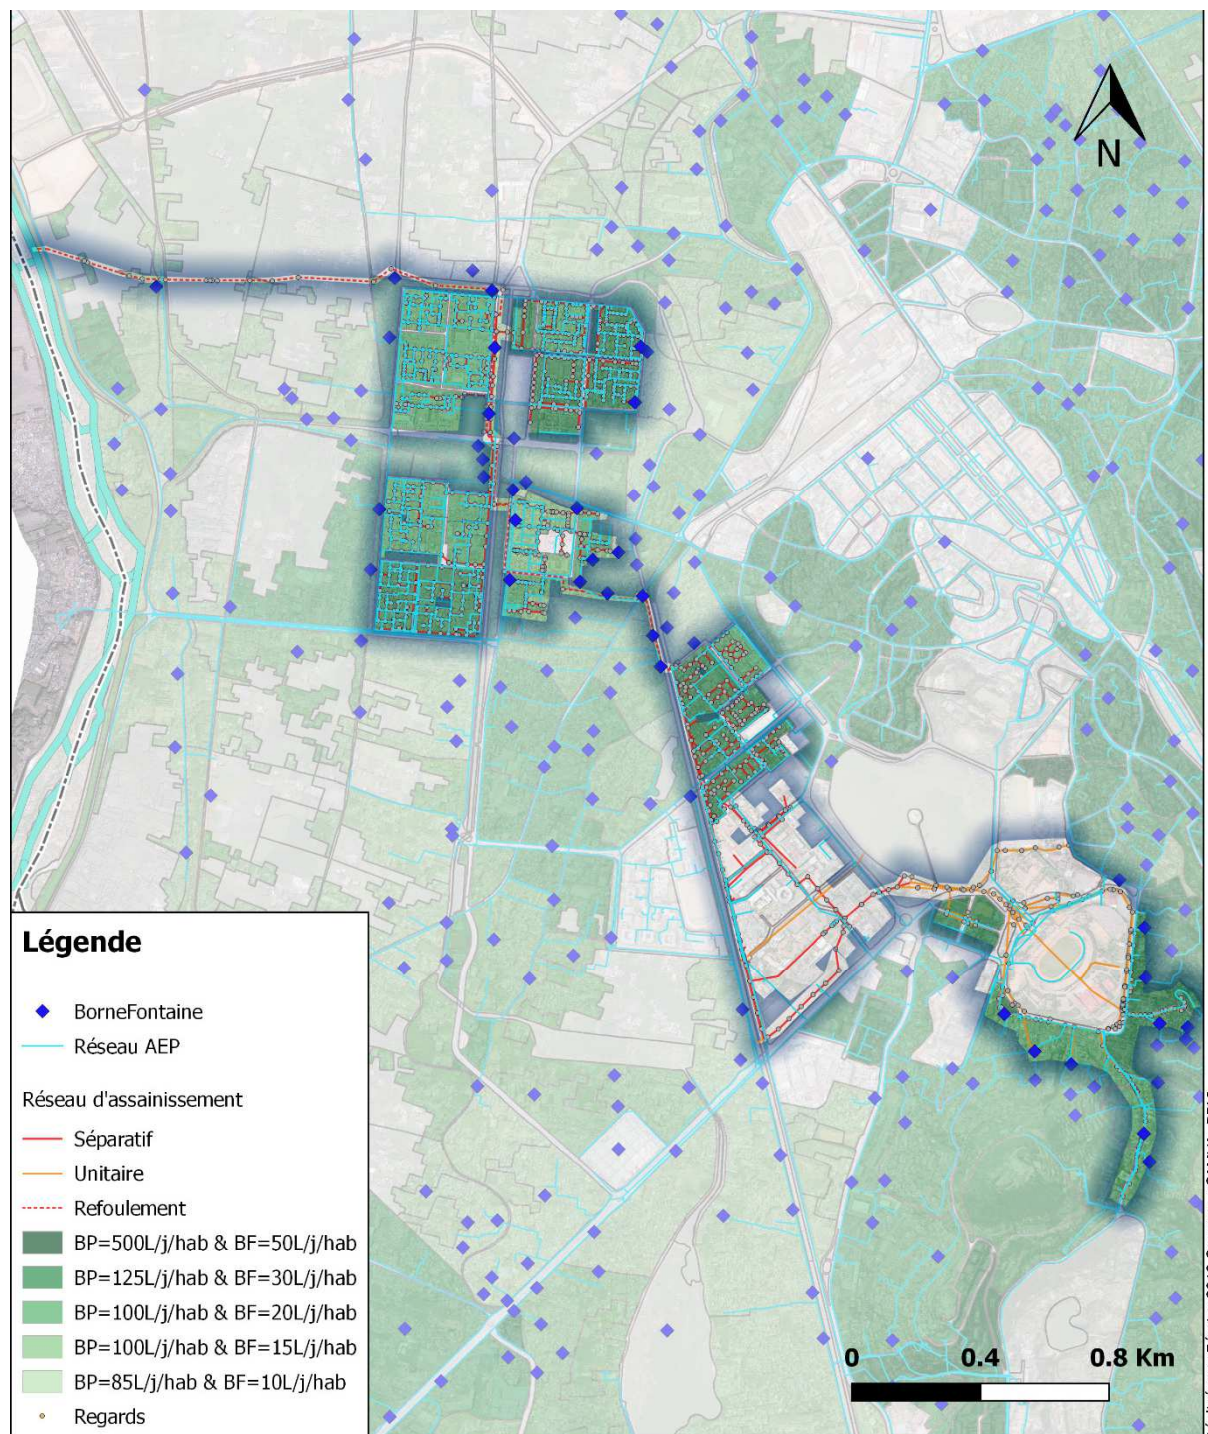 N
Légende
BorneFontaine
Réseau AEP
Réseau d'assainissement
Séparatif
Unitaire
Refoulement
BP=500L/j/hab & BF=50L/j/hab
BP=125L/j/hab & BF=30L/j/hab
BP=100L/j/hab & BF=20L/j/hab
BP=100L/j/hab & BF=15L/j/hab
BP=85L/j/hab & BF=10L/j/hab
Regards
0 0.4 0.8 Km